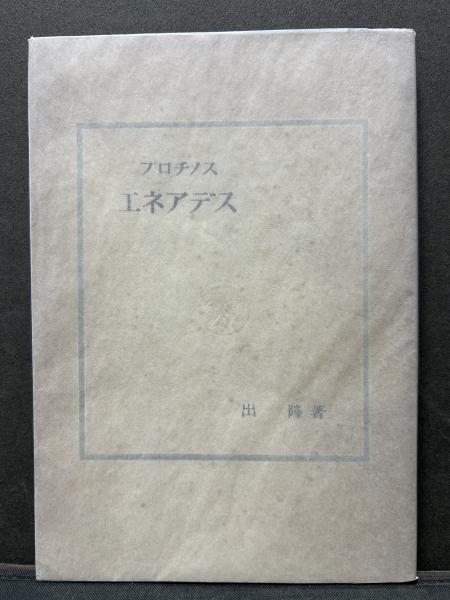 プロチノス
エネアデス
出 隆 著